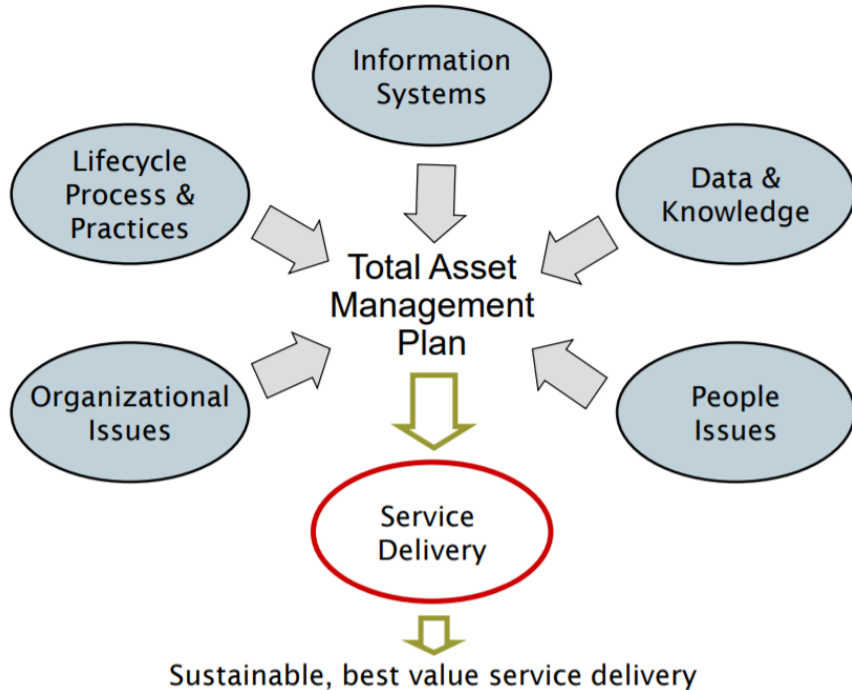 Information
Systems
Lifecycle
Process &
Practices
Data &
Knowledge
Total Asset
Management
Plan
Organizational
Issues
People
Issues
Service
Delivery
Sustainable, best value service delivery